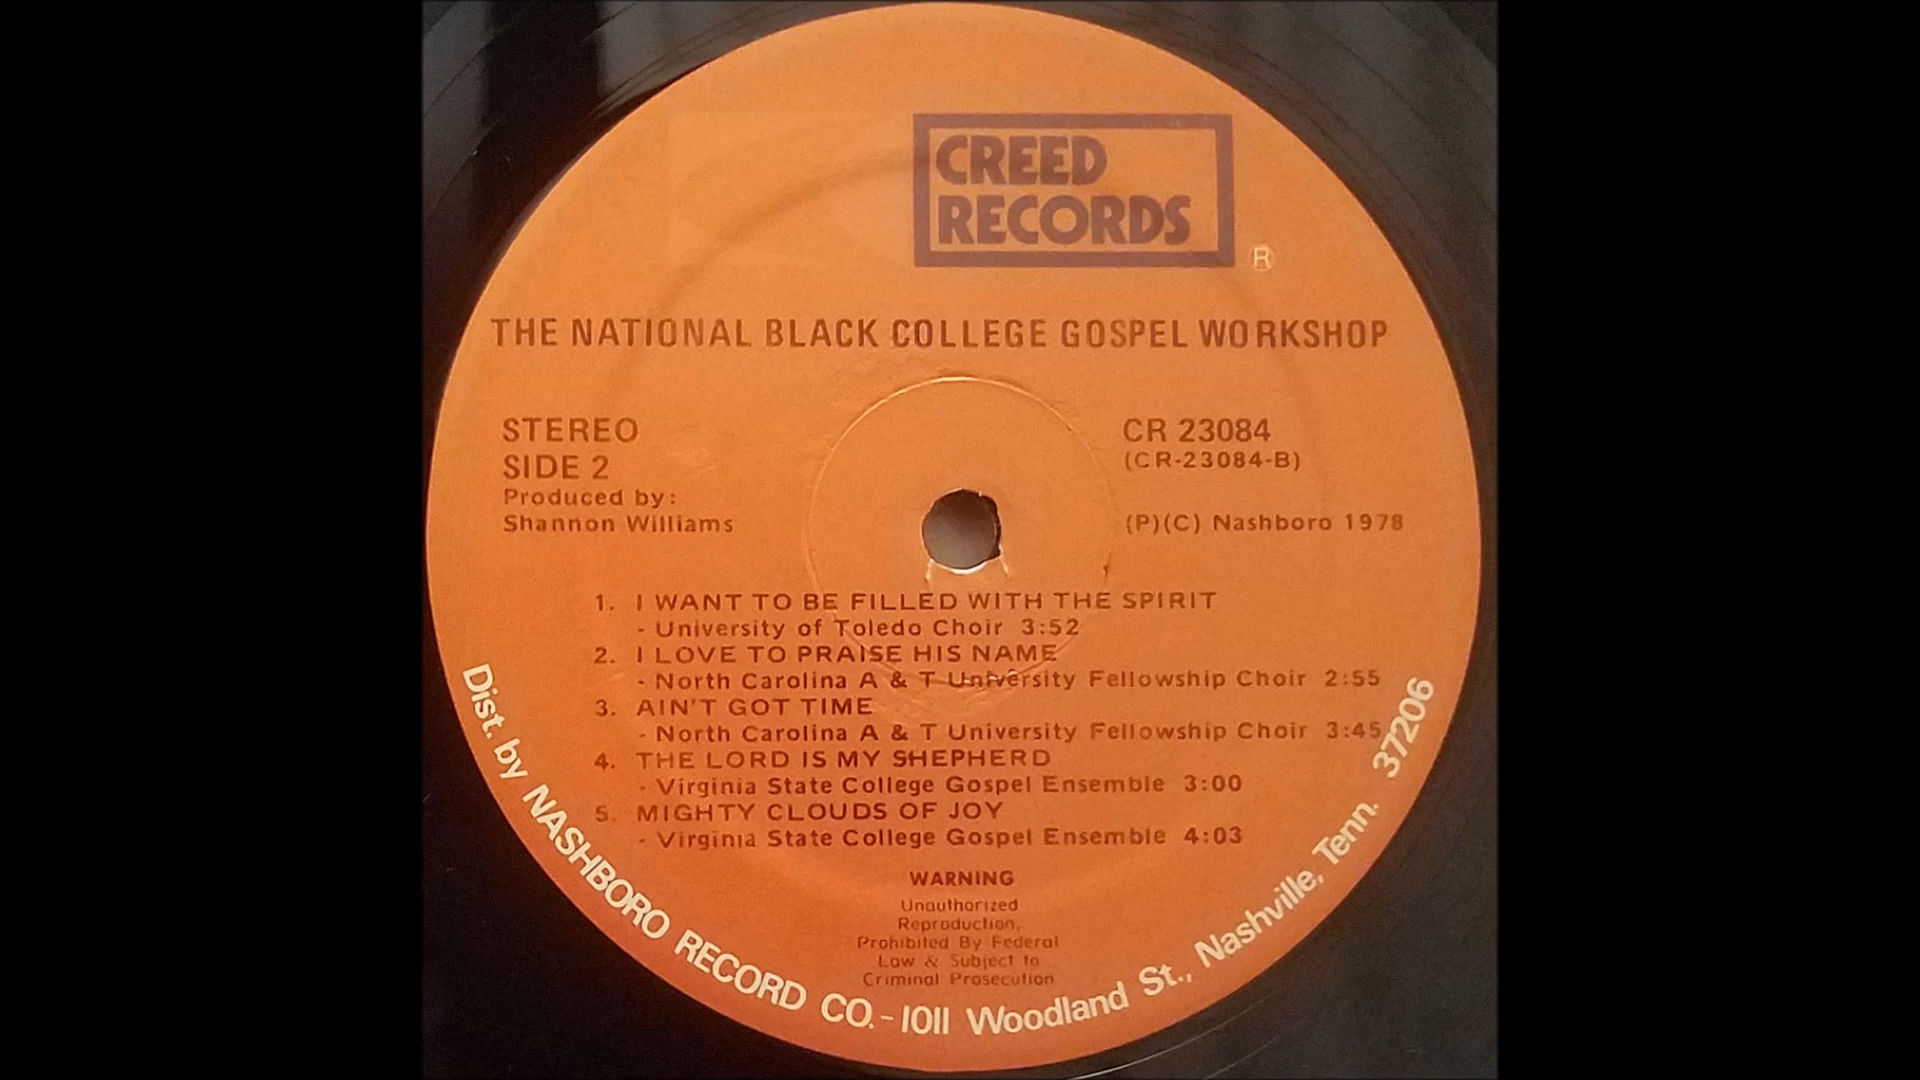 CREED
RECORDS
®
THE NATIONAL BLACK COLLEGE GOSPEL WORKSHOP
STEREO
SIDE 2
Produced by:
Shannon Williams
CR 23084
(CR-23084-B)
(P)(C) Nashboro 1978
1. I WANT TO BE FILLED WITH THE SPIRIT
- University of Toledo Choir 3:52
2. I LOVE TO PRAISE HIS NAME
- North Carolina A & T University Fellowship Choir 2:55
3. AIN'T GOT TIME
- North Carolina A & T University Fellowship Choir 3:45
4. THE LORD IS MY SHEPHERD
- Virginia State College Gospel Ensemble 3:00
5. MIGHTY CLOUDS OF JOY
- Virginia State College Gospel Ensemble 4:03
WARNING
Unauthorized
Reproduction,
Prohibited By Federal
Law & Subject to
Criminal Prosecution
Dist. by NASHBORO RECORD CO.-1011 Woodland St., Nashville, Tenn. 37206